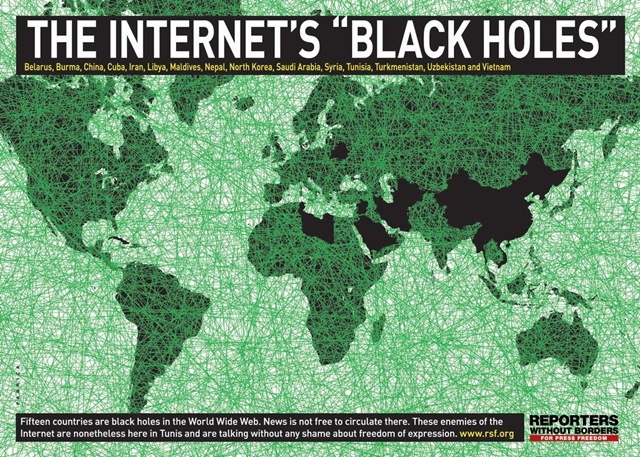 THE INTERNET'S "BLACK HOLES"
Belarus, Burma, China, Cuba, Iran, Libya, Maldives, Nepal, North Korea, Saudi Arabia, Syria, Tunisia, Turkmenistan, Uzbekistan and Vietnam
Fifteen countries are black holes in the World Wide Web. News is not free to circulate there. These enemies of the
Internet are nonetheless here in Tunis and are talking without any shame about freedom of expression. www.rsf.org
REPORTERS
WITHOUT BORDERS
FOR PRESS FREEDOM